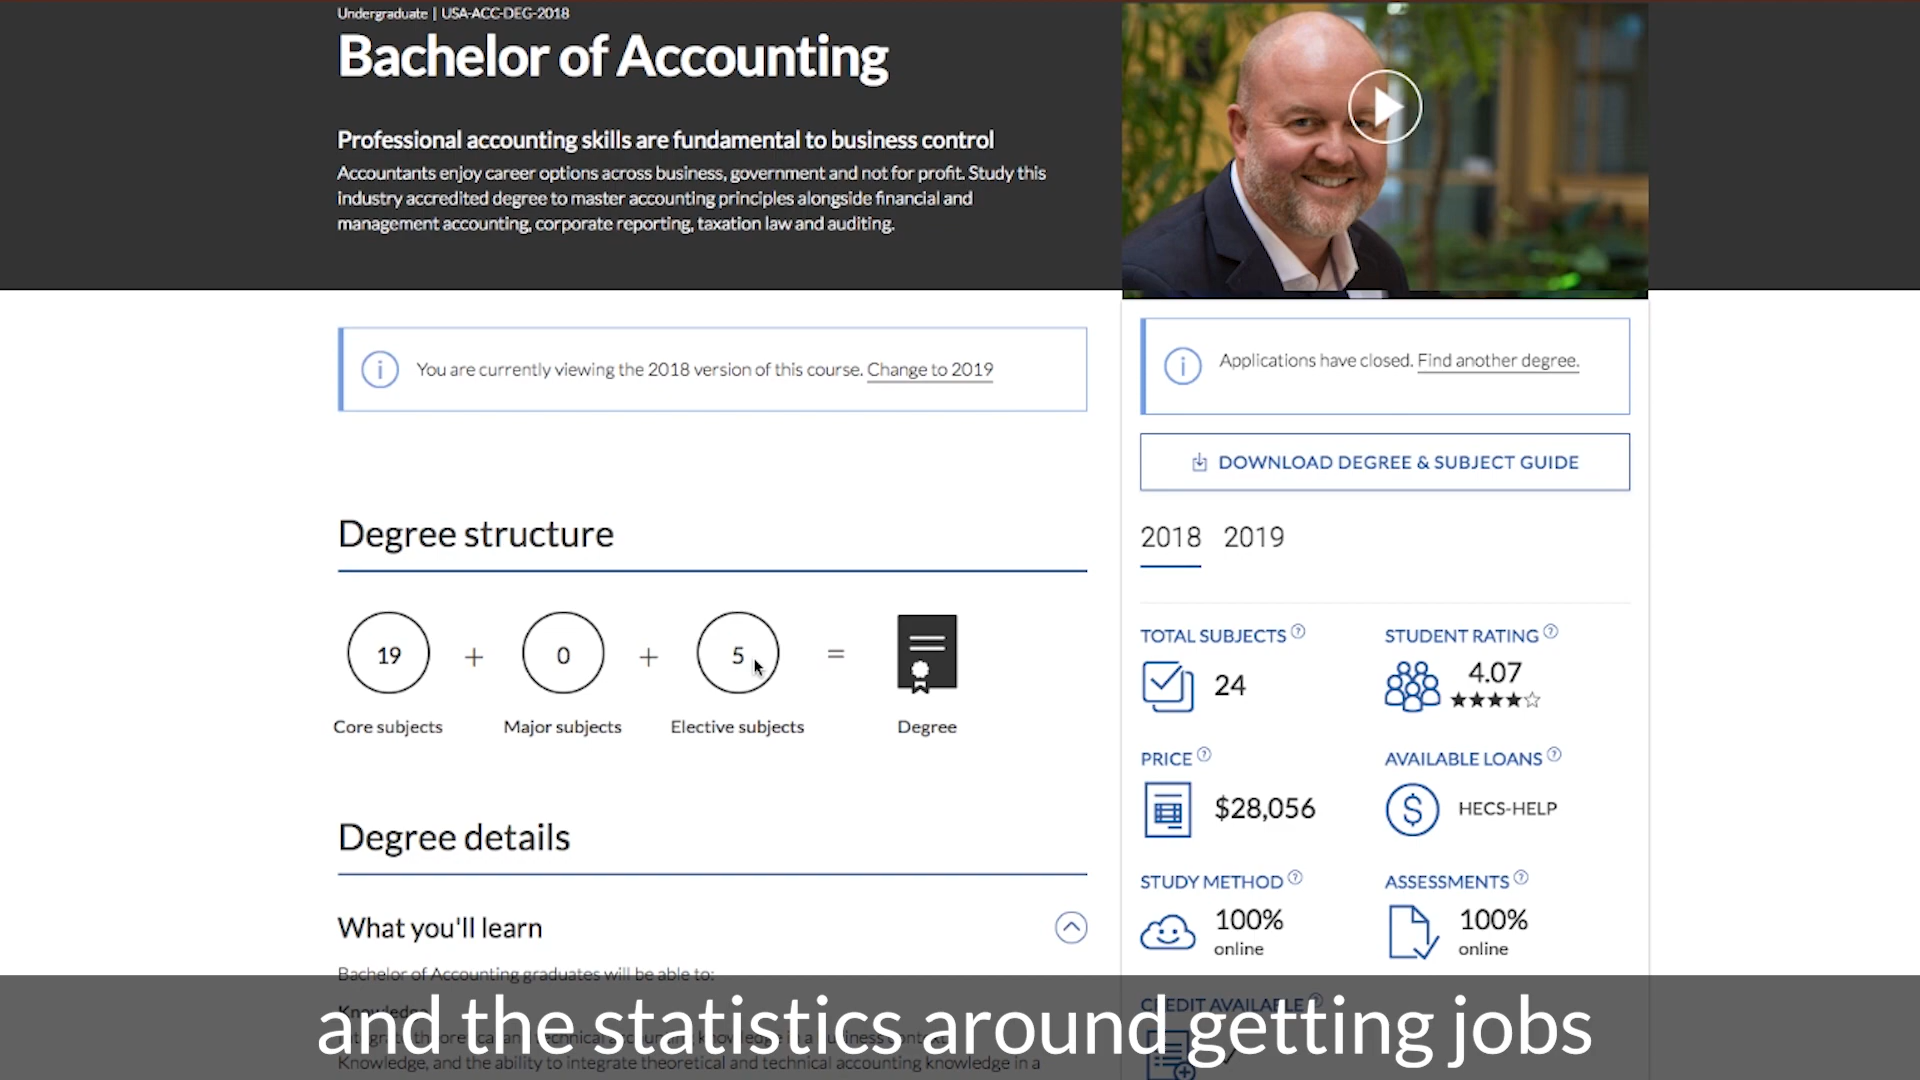 Undergraduate | USA-ACC-DEG-2018
Bachelor of Accounting
Professional accounting skills are fundamental to business control
Accountants enjoy career options across business, government and not for profit. Study this
industry accredited degree to master accounting principles alongside financial and
management accounting, corporate reporting, taxation law and auditing.
You are currently viewing the 2018 version of this course. Change to 2019
Applications have closed. Find another degree.
DOWNLOAD DEGREE & SUBJECT GUIDE
2018 2019
Degree structure
19 + 0 + 5 =
Core subjects Major subjects Elective subjects Degree
TOTAL SUBJECTS ? STUDENT RATING ?
24 4.07
★★★★☆
PRICE ? AVAILABLE LOANS ?
$28,056 HECS-HELP
STUDY METHOD ? ASSESSMENTS ?
100% 100%
online online
Degree details
What you'll learn
Bachelor of Accounting graduates will be able to:
CREDIT AVAILABLE ?
Knowledge, and the ability to integrate theoretical and technical accounting knowledge in a
and the statistics around getting jobs